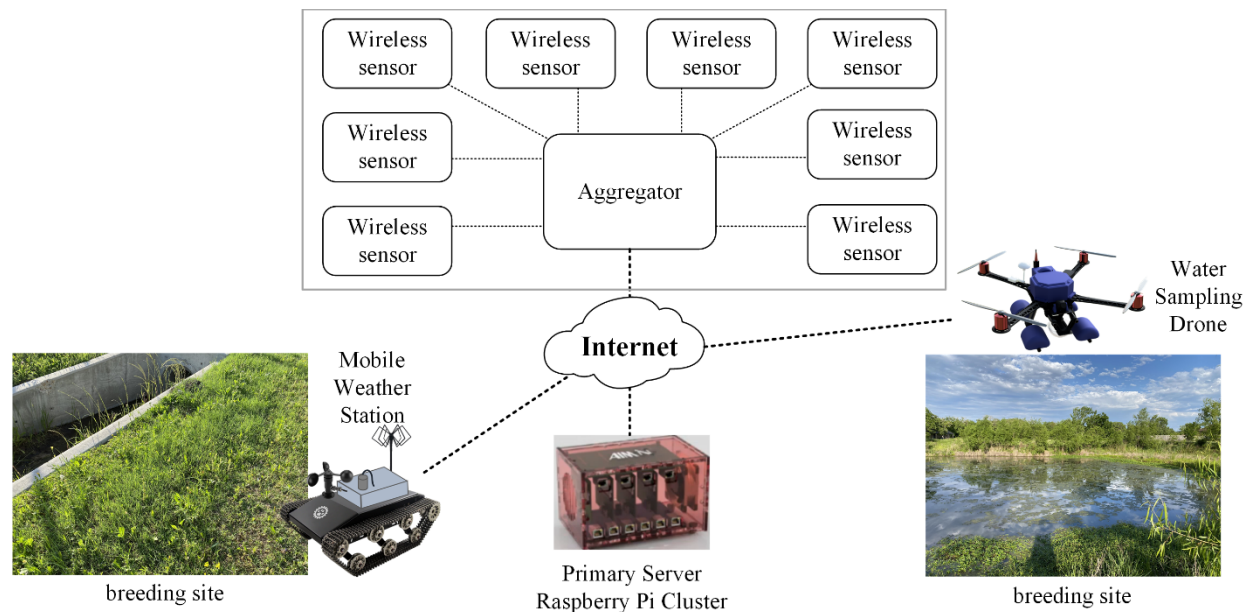 Wireless
sensor
Wireless
sensor
Wireless
sensor
Wireless
sensor
Wireless
sensor
Wireless
sensor
Aggregator
Wireless
sensor
Wireless
sensor
Water
Sampling
Drone
Internet
Mobile
Weather
Station
breeding site
Primary Server
Raspberry Pi Cluster
breeding site